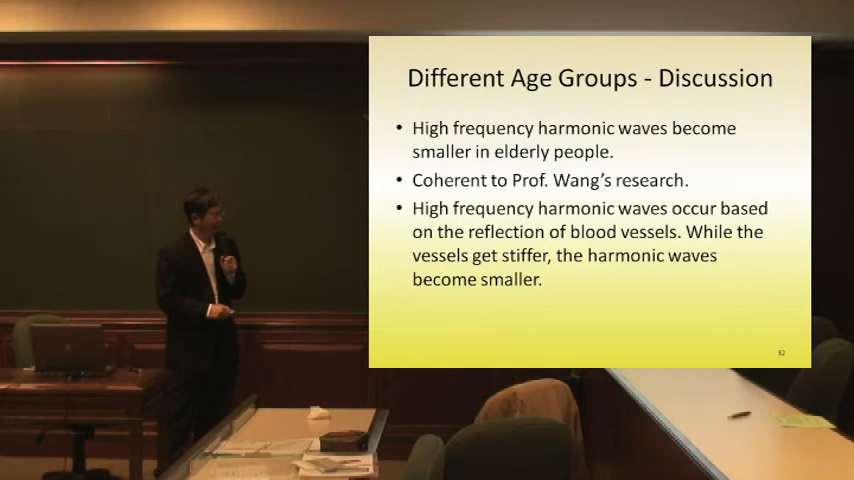 Different Age Groups - Discussion
• High frequency harmonic waves become
smaller in elderly people.
• Coherent to Prof. Wang's research.
• High frequency harmonic waves occur based
on the reflection of blood vessels. While the
vessels get stiffer, the harmonic waves
become smaller.